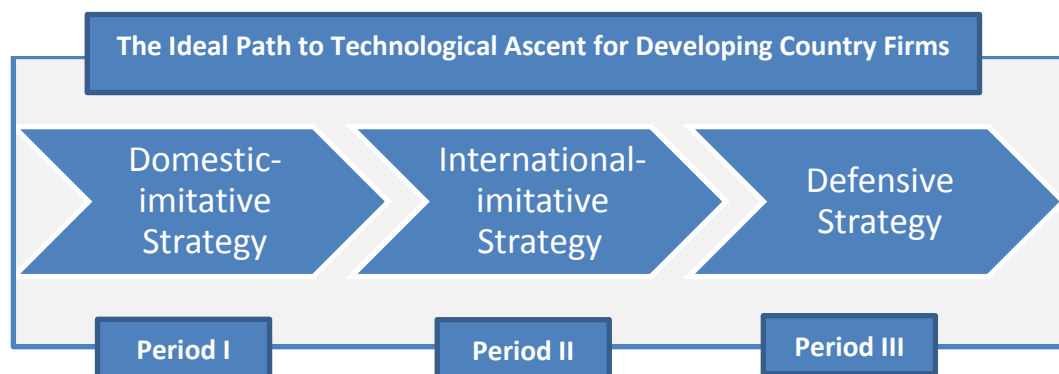 The Ideal Path to Technological Ascent for Developing Country Firms
Domestic-
imitative
Strategy
International-
imitative
Strategy
Defensive
Strategy
Period I
Period II
Period III